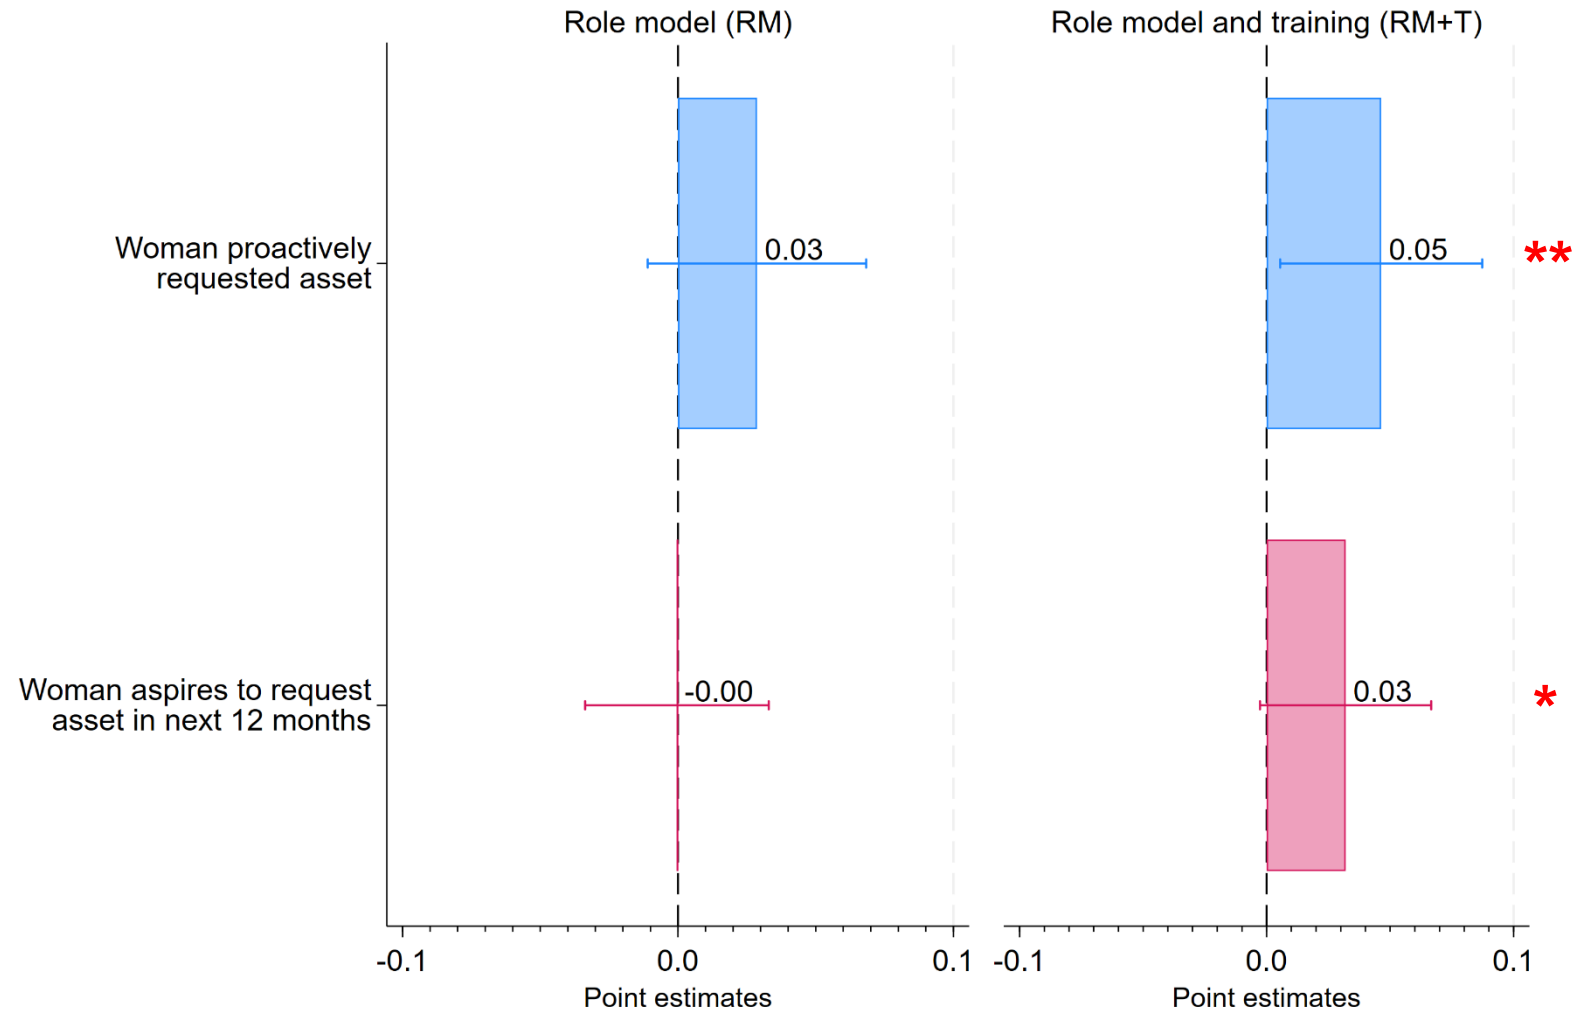 Role model (RM)
Role model and training (RM+T)
Woman proactively
requested asset
0.03
0.05
**
Woman aspires to request
asset in next 12 months
-0.00
0.03
*
-0.1 0.0 0.1
-0.1 0.0 0.1
Point estimates
Point estimates